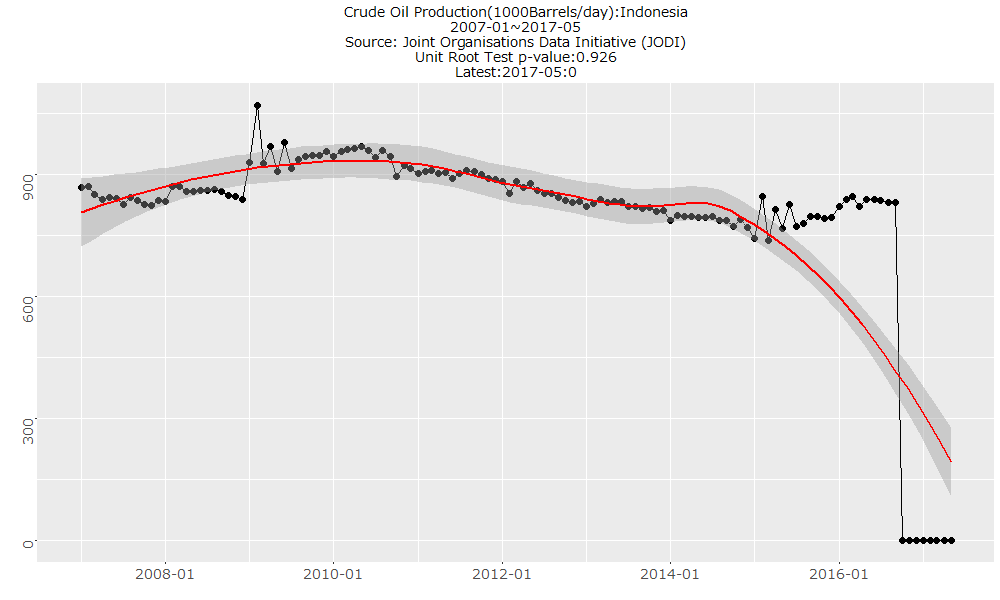 Crude Oil Production(1000Barrels/day):Indonesia
2007-01~2017-05
Source: Joint Organisations Data Initiative (JODI)
Unit Root Test p-value:0.926
Latest:2017-05:0
900
600
300
0
2008-01 2010-01 2012-01 2014-01 2016-01